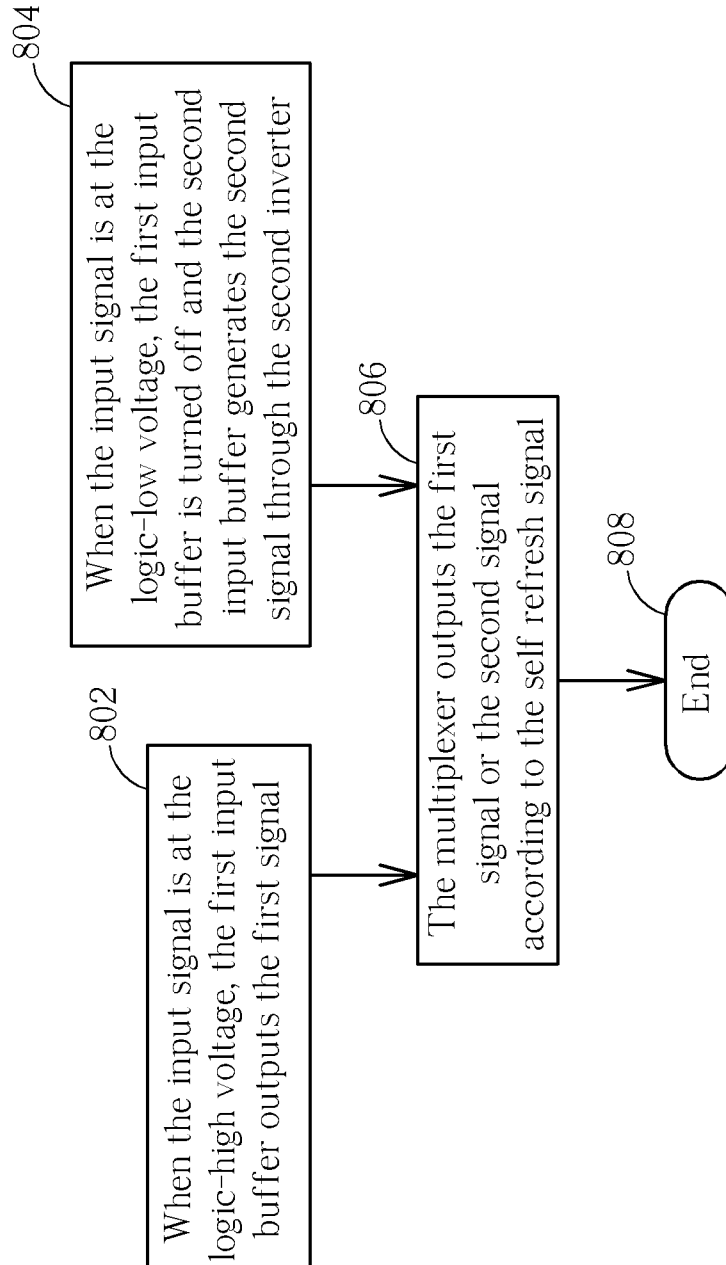 802
When the input signal is at the
logic-high voltage, the first input
buffer outputs the first signal
804
When the input signal is at the
logic-low voltage, the first input
buffer is turned off and the second
input buffer generates the second
signal through the second inverter
806
The multiplexer outputs the first
signal or the second signal
according to the self refresh signal
808
End